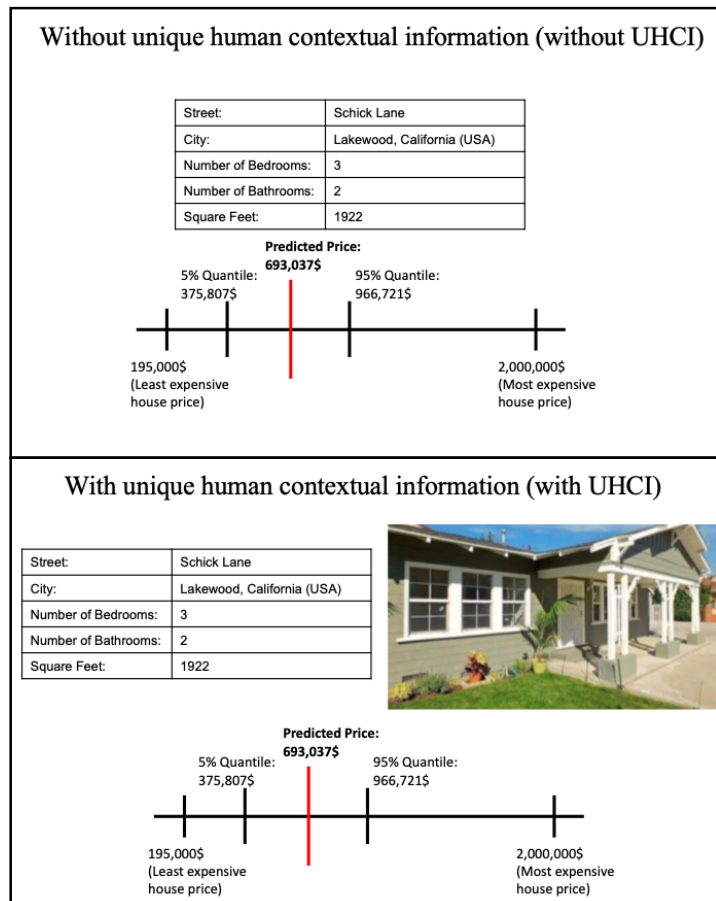 Without unique human contextual information (without UHCI)
Street: Schick Lane
City: Lakewood, California (USA)
Number of Bedrooms: 3
Number of Bathrooms: 2
Square Feet: 1922
Predicted Price:
693,037$
5% Quantile:
375,807$
95% Quantile:
966,721$
195,000$
(Least expensive
house price)
2,000,000$
(Most expensive
house price)
With unique human contextual information (with UHCI)
Street: Schick Lane
City: Lakewood, California (USA)
Number of Bedrooms: 3
Number of Bathrooms: 2
Square Feet: 1922
Predicted Price:
693,037$
5% Quantile:
375,807$
95% Quantile:
966,721$
195,000$
(Least expensive
house price)
2,000,000$
(Most expensive
house price)